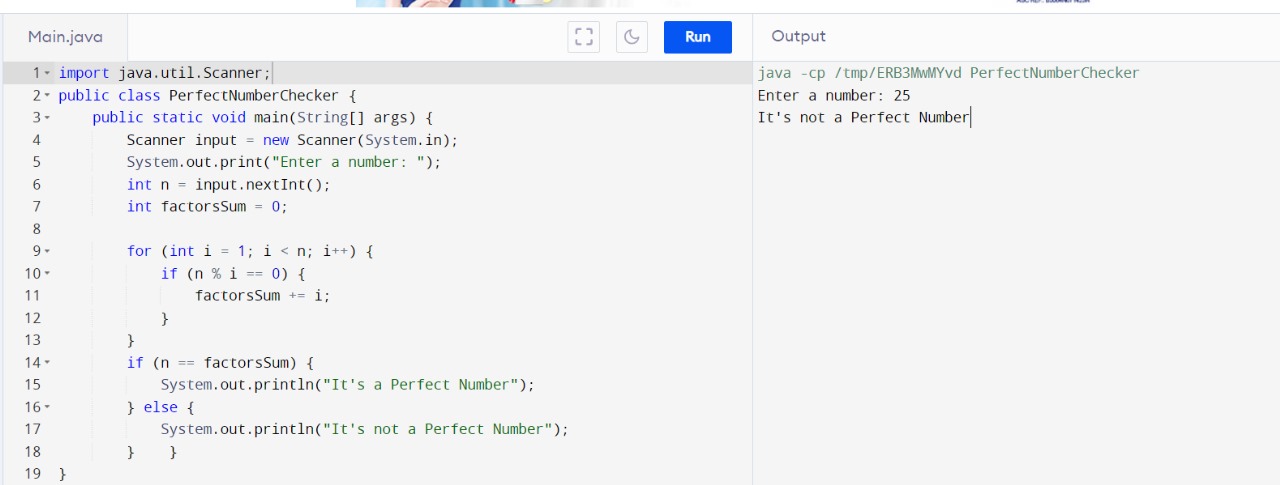 Main.java
Run
Output
1 import java.util.Scanner;
2 public class PerfectNumberChecker {
3     public static void main(String[] args) {
4         Scanner input = new Scanner(System.in);
5         System.out.print("Enter a number: ");
6         int n = input.nextInt();
7         int factorsSum = 0;
8
9         for (int i = 1; i < n; i++) {
10             if (n % i == 0) {
11                 factorsSum += i;
12             }
13         }
14         if (n == factorsSum) {
15             System.out.println("It's a Perfect Number");
16         } else {
17             System.out.println("It's not a Perfect Number");
18         }    }
19 }
java -cp /tmp/ERB3MwMYvd PerfectNumberChecker
Enter a number: 25
It's not a Perfect Number